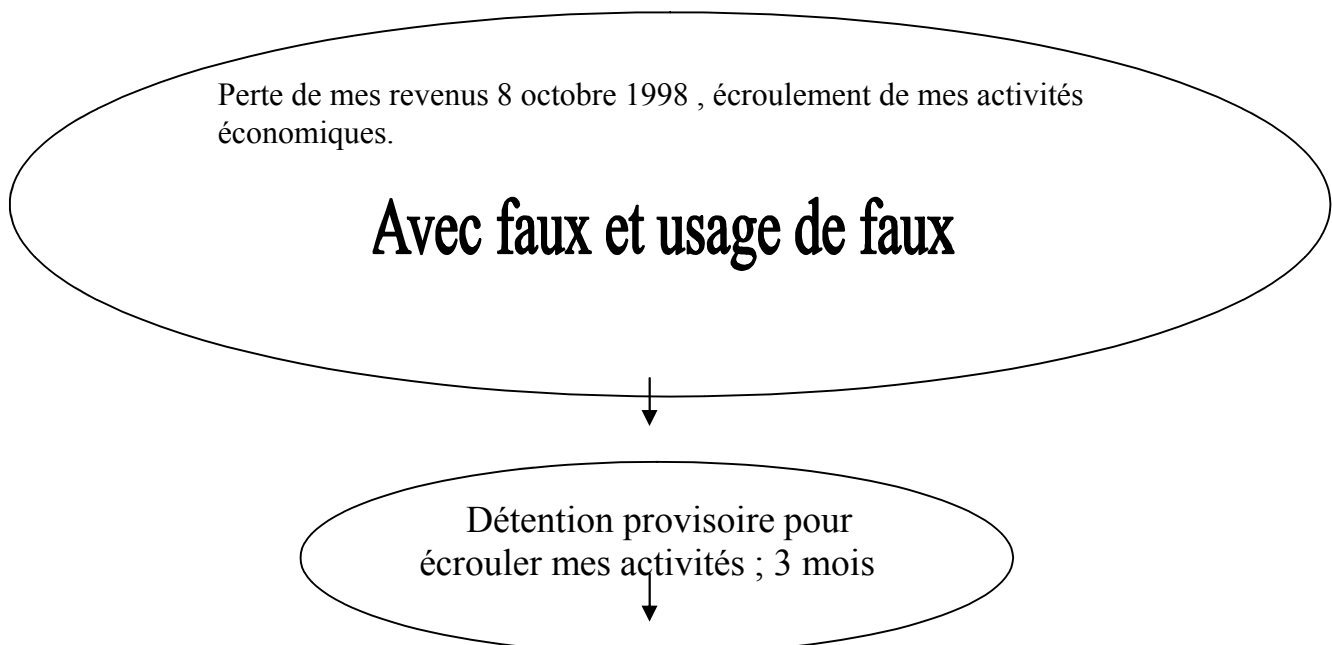 Perte de mes revenus 8 octobre 1998 , écroulement de mes activités
économiques.
Avec faux et usage de faux
Détention provisoire pour
écrouler mes activités ; 3 mois